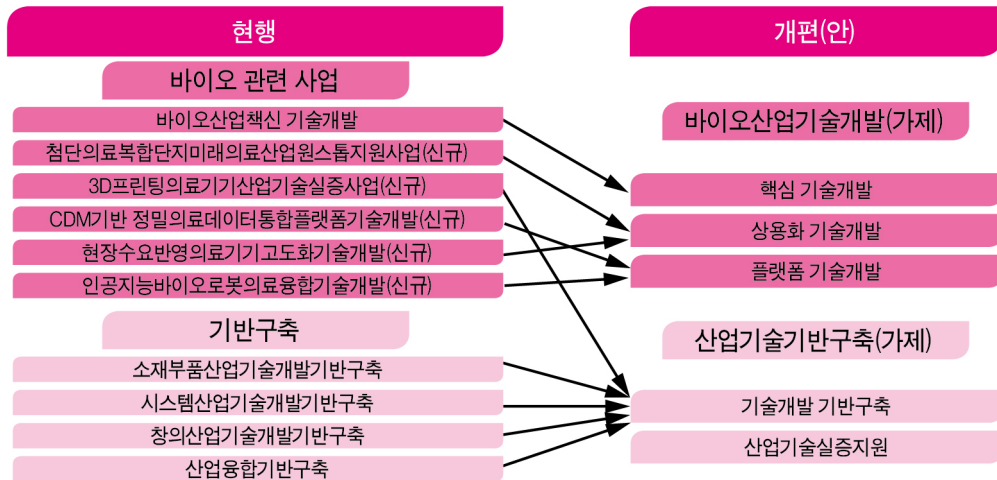 현행
바이오 관련 사업
바이오산업책신 기술개발
첨단의료복합단지미래의료산업원스톱지원사업(신규)
3D프린팅의료기기산업기술실증사업(신규)
CDM기반 정밀의료데이터통합플랫폼기술개발(신규)
현장수요반영의료기기고도화기술개발(신규)
인공지능바이오로봇의료융합기술개발(신규)
기반구축
소재부품산업기술개발기반구축
시스템산업기술개발기반구축
창의산업기술개발기반구축
산업융합기반구축
개편(안)
바이오산업기술개발(가제)
핵심 기술개발
상용화 기술개발
플랫폼 기술개발
산업기술기반구축(가제)
기술개발 기반구축
산업기술실증지원